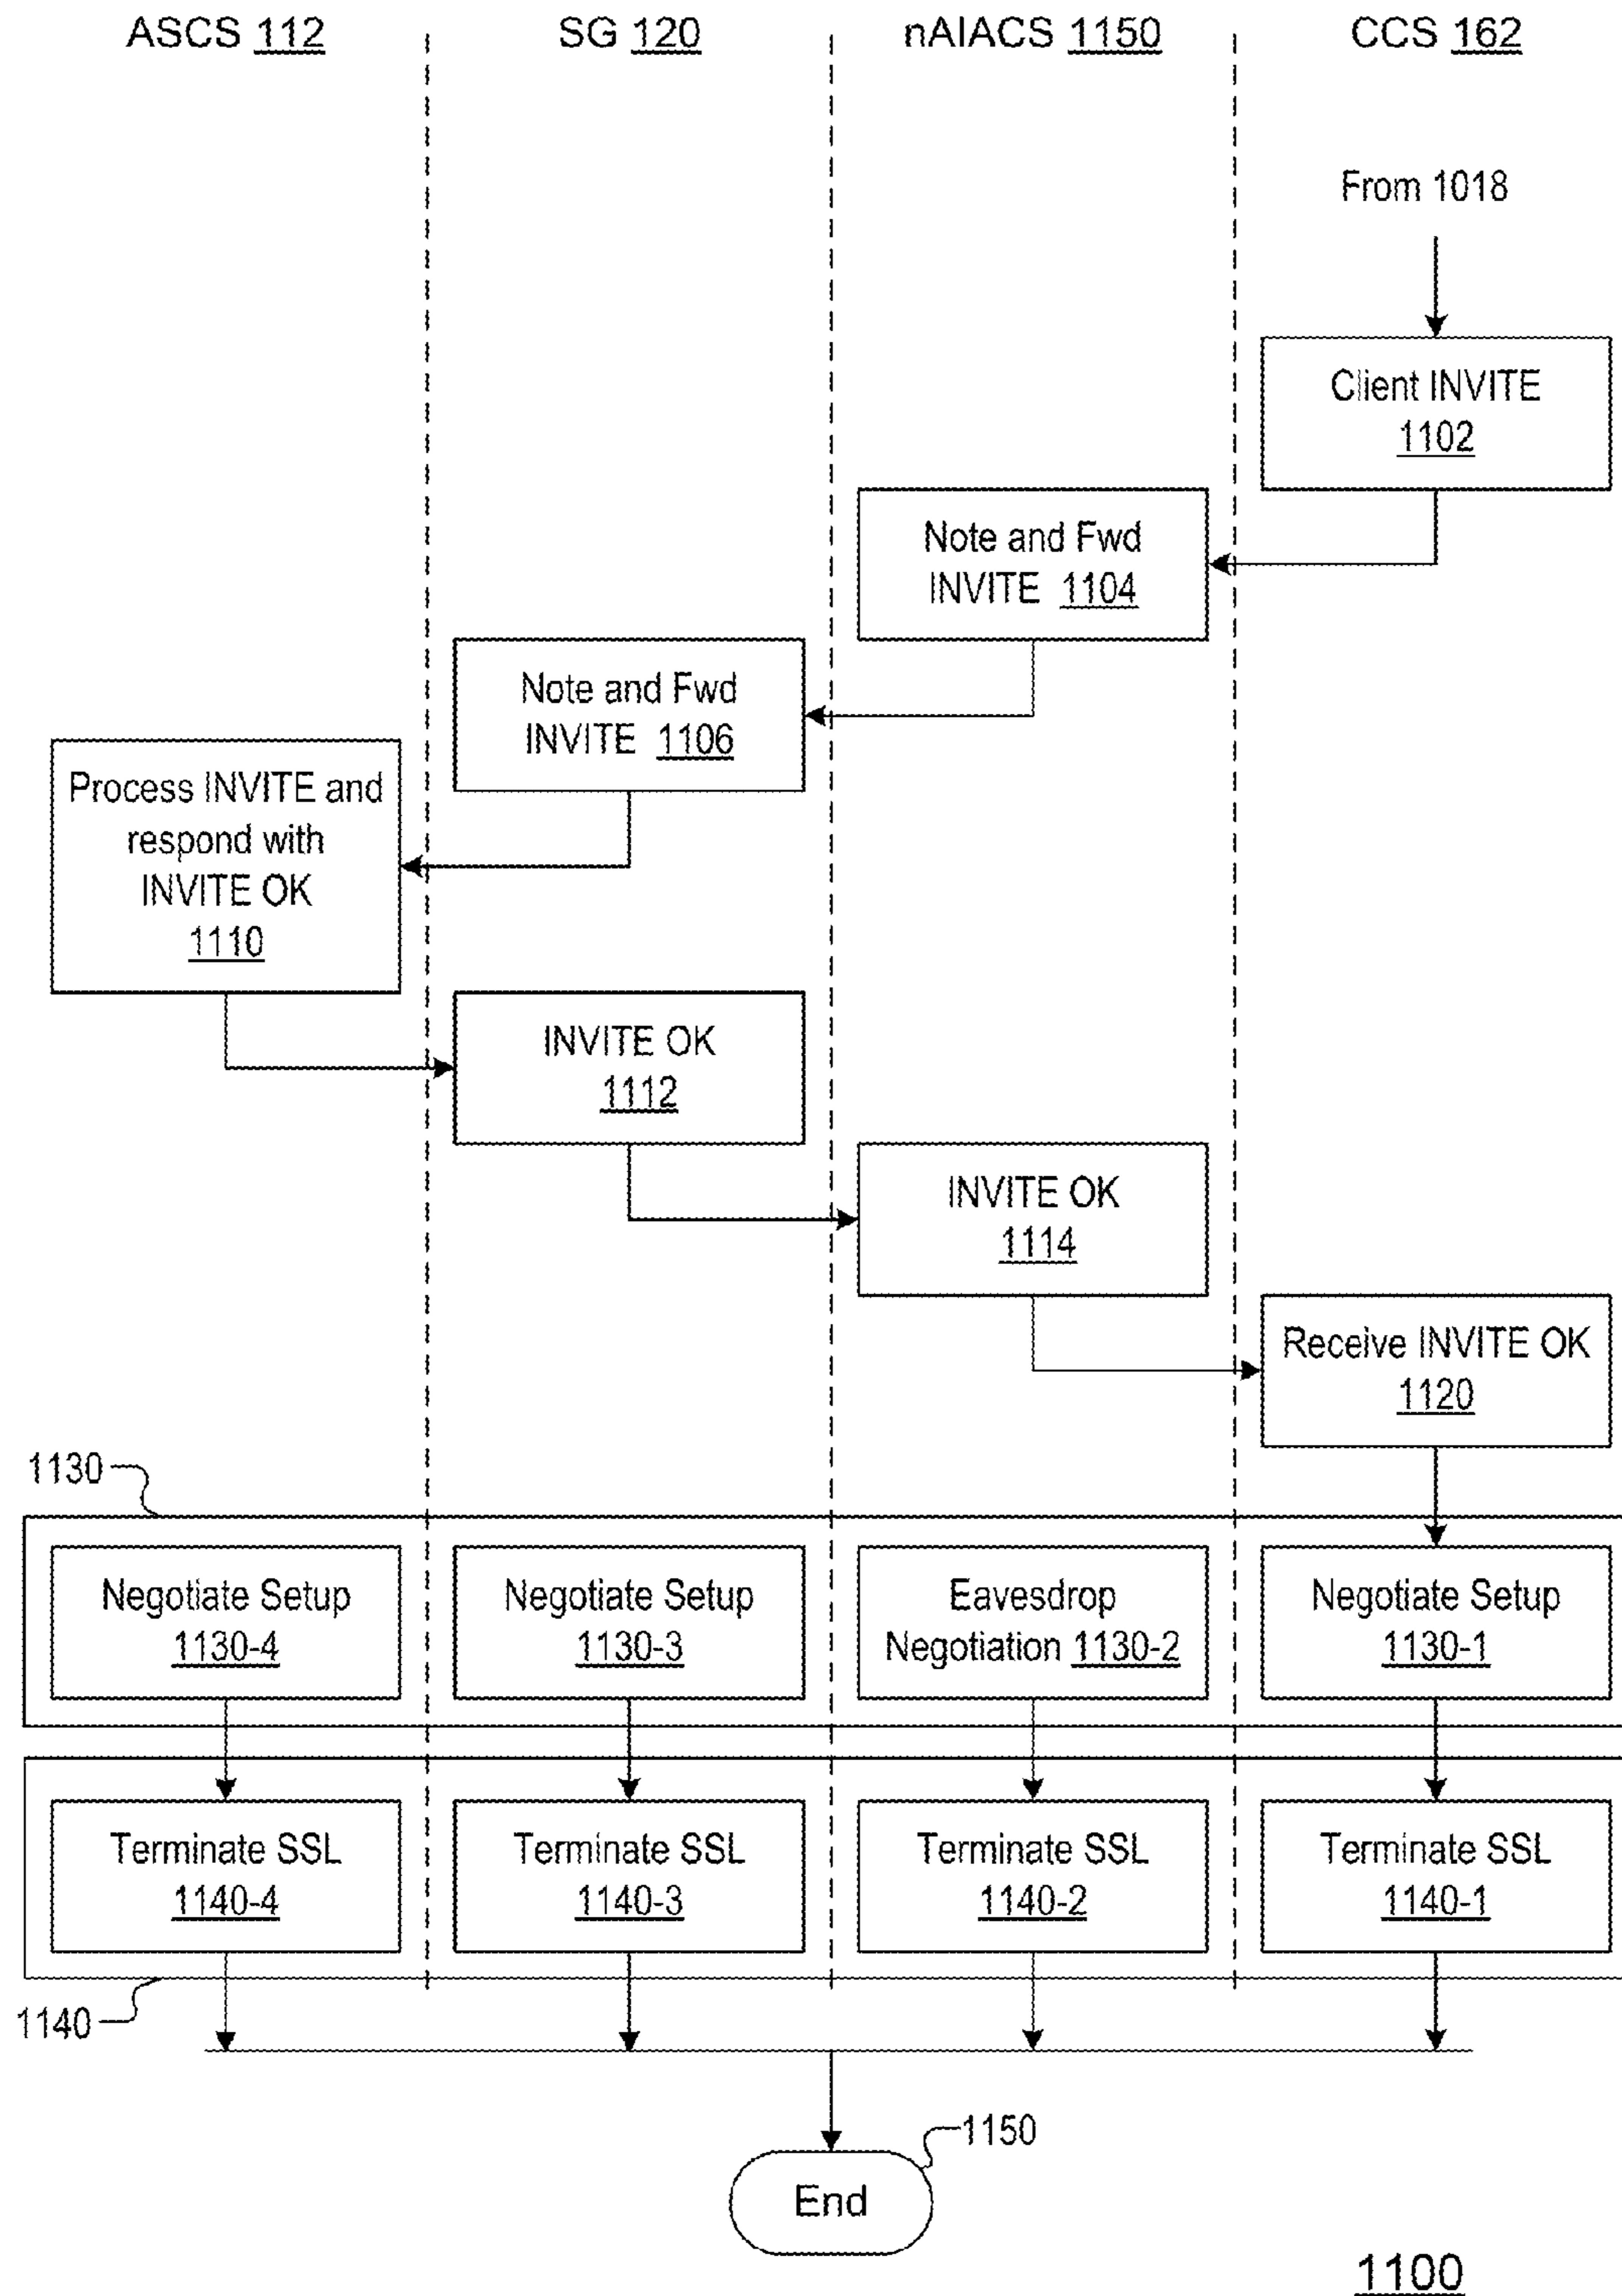 ASCS 112
SG 120
nAIACS 1150
CCS 162
From 1018
Client INVITE
1102
Note and Fwd
INVITE 1104
Note and Fwd
INVITE 1106
Process INVITE and
respond with
INVITE OK
1110
INVITE OK
1112
INVITE OK
1114
Receive INVITE OK
1120
1130
Negotiate Setup
1130-4
Negotiate Setup
1130-3
Eavesdrop
Negotiation 1130-2
Negotiate Setup
1130-1
Terminate SSL
1140-4
Terminate SSL
1140-3
Terminate SSL
1140-2
Terminate SSL
1140-1
1140
1150
End
1100